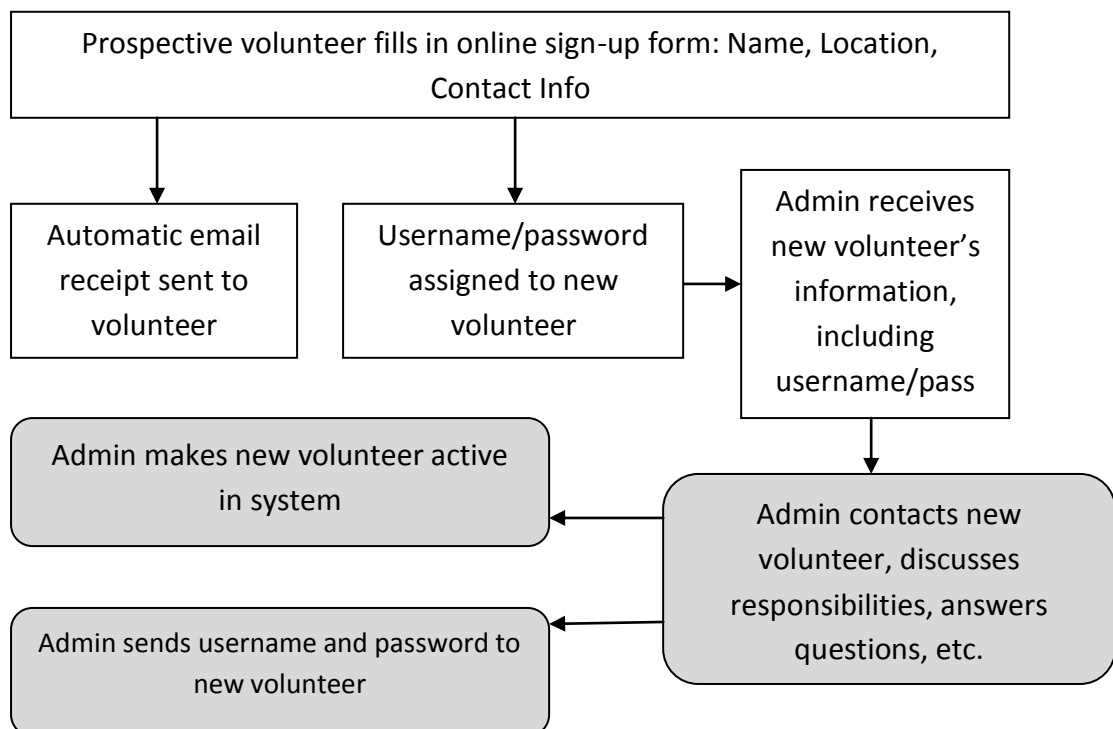 Prospective volunteer fills in online sign-up form: Name, Location,
Contact Info
Automatic email
receipt sent to
volunteer
Username/password
assigned to new
volunteer
Admin receives
new volunteer’s
information,
including
username/pass
Admin makes new volunteer active
in system
Admin contacts new
volunteer, discusses
responsibilities, answers
questions, etc.
Admin sends username and password to
new volunteer